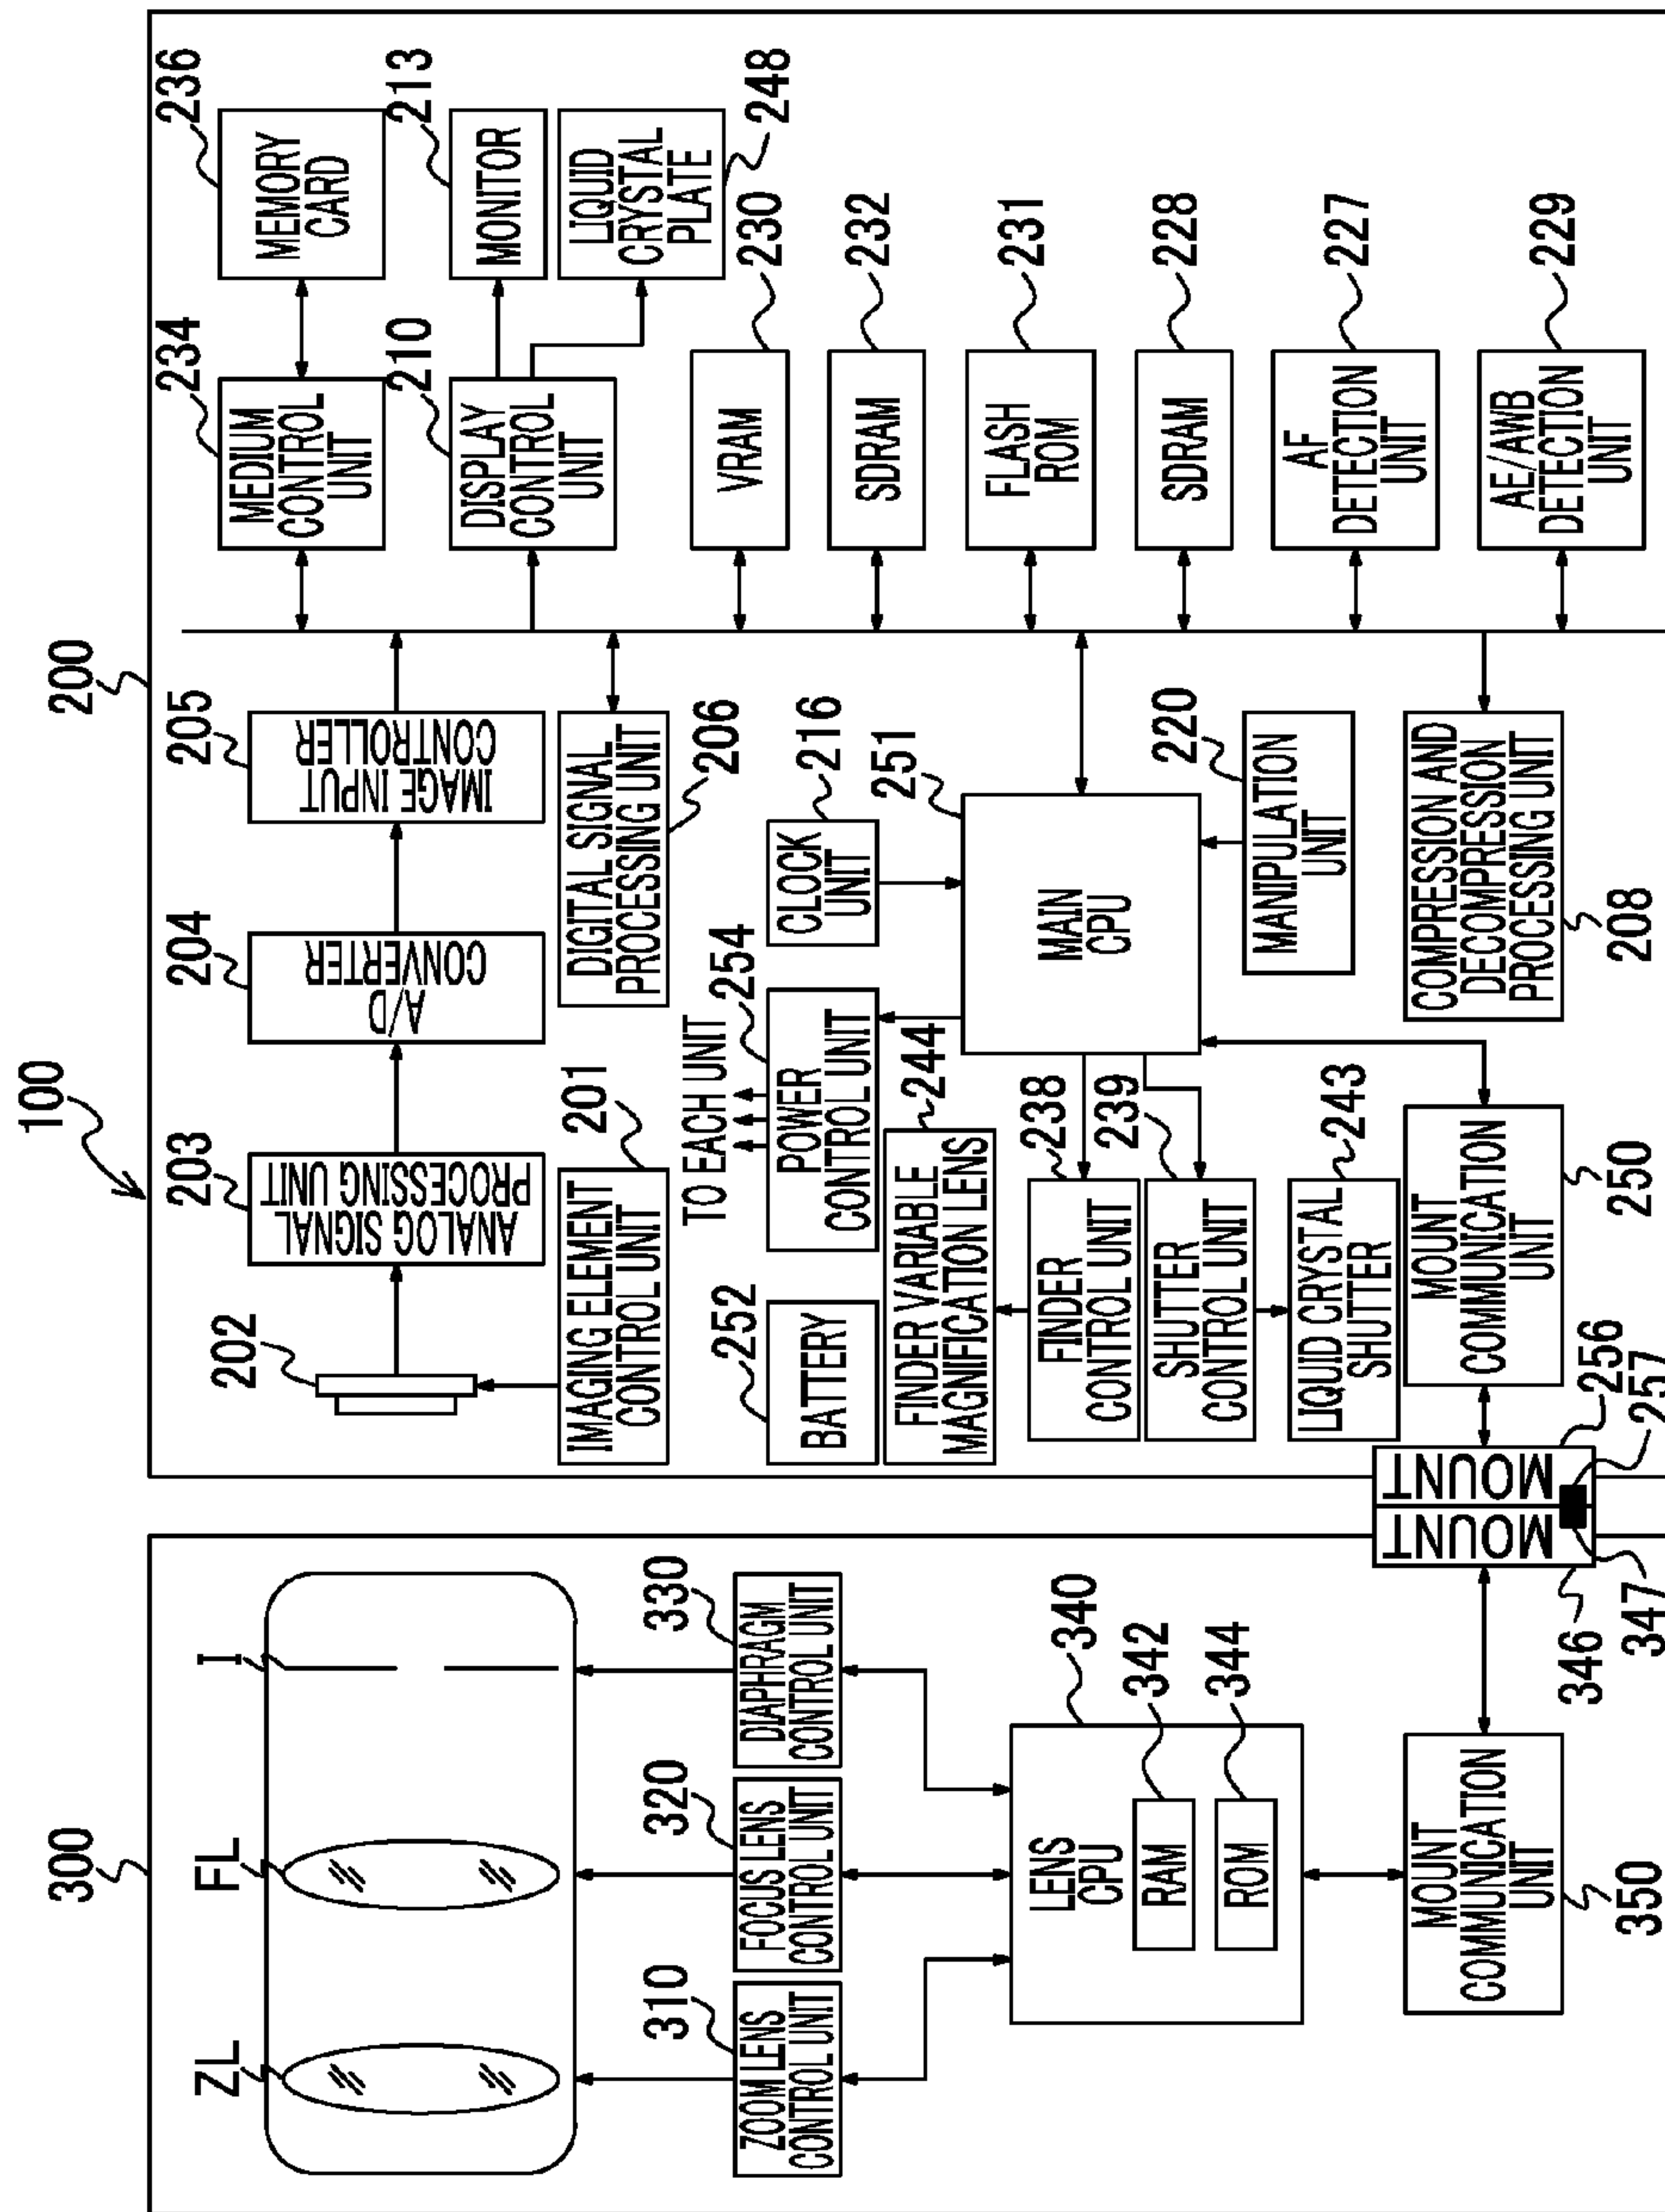 100
300
200
ZL
FL
I
202
203
204
205
234
236
ANALOG SIGNAL
PROCESSING UNIT
A/D
CONVERTER
IMAGE INPUT
CONTROLLER
MEDIUM
CONTROL
UNIT
MEMORY
CARD
210
213
IMAGING ELEMENT
CONTROL UNIT
201
DIGITAL SIGNAL
PROCESSING UNIT
206
DISPLAY
CONTROL
UNIT
MONITOR
LIQUID
CRYSTAL
PLATE
248
310
320
330
ZOOM LENS
CONTROL UNIT
FOCUS LENS
CONTROL UNIT
DIAPHRAGM
CONTROL UNIT
252
BATTERY
TO EACH UNIT
254
POWER
CONTROL UNIT
CLOCK
UNIT
216
VRAM
230
FINDER VARIABLE
MAGNIFICATION LENS
244
251
SDRAM
232
340
LENS
CPU
342
RAM
344
ROM
FINDER
CONTROL UNIT
238
SHUTTER
CONTROL UNIT
239
MAIN
CPU
FLASH
ROM
231
SDRAM
228
LIQUID CRYSTAL
SHUTTER
243
MANIPULATION
UNIT
220
AF
DETECTION
UNIT
227
MOUNT
COMMUNICATION
UNIT
350
MOUNT
MOUNT
346
347
256
257
MOUNT
COMMUNICATION
UNIT
250
COMPRESSION AND
DECOMPRESSION
PROCESSING UNIT
208
AE/AWB
DETECTION
UNIT
229